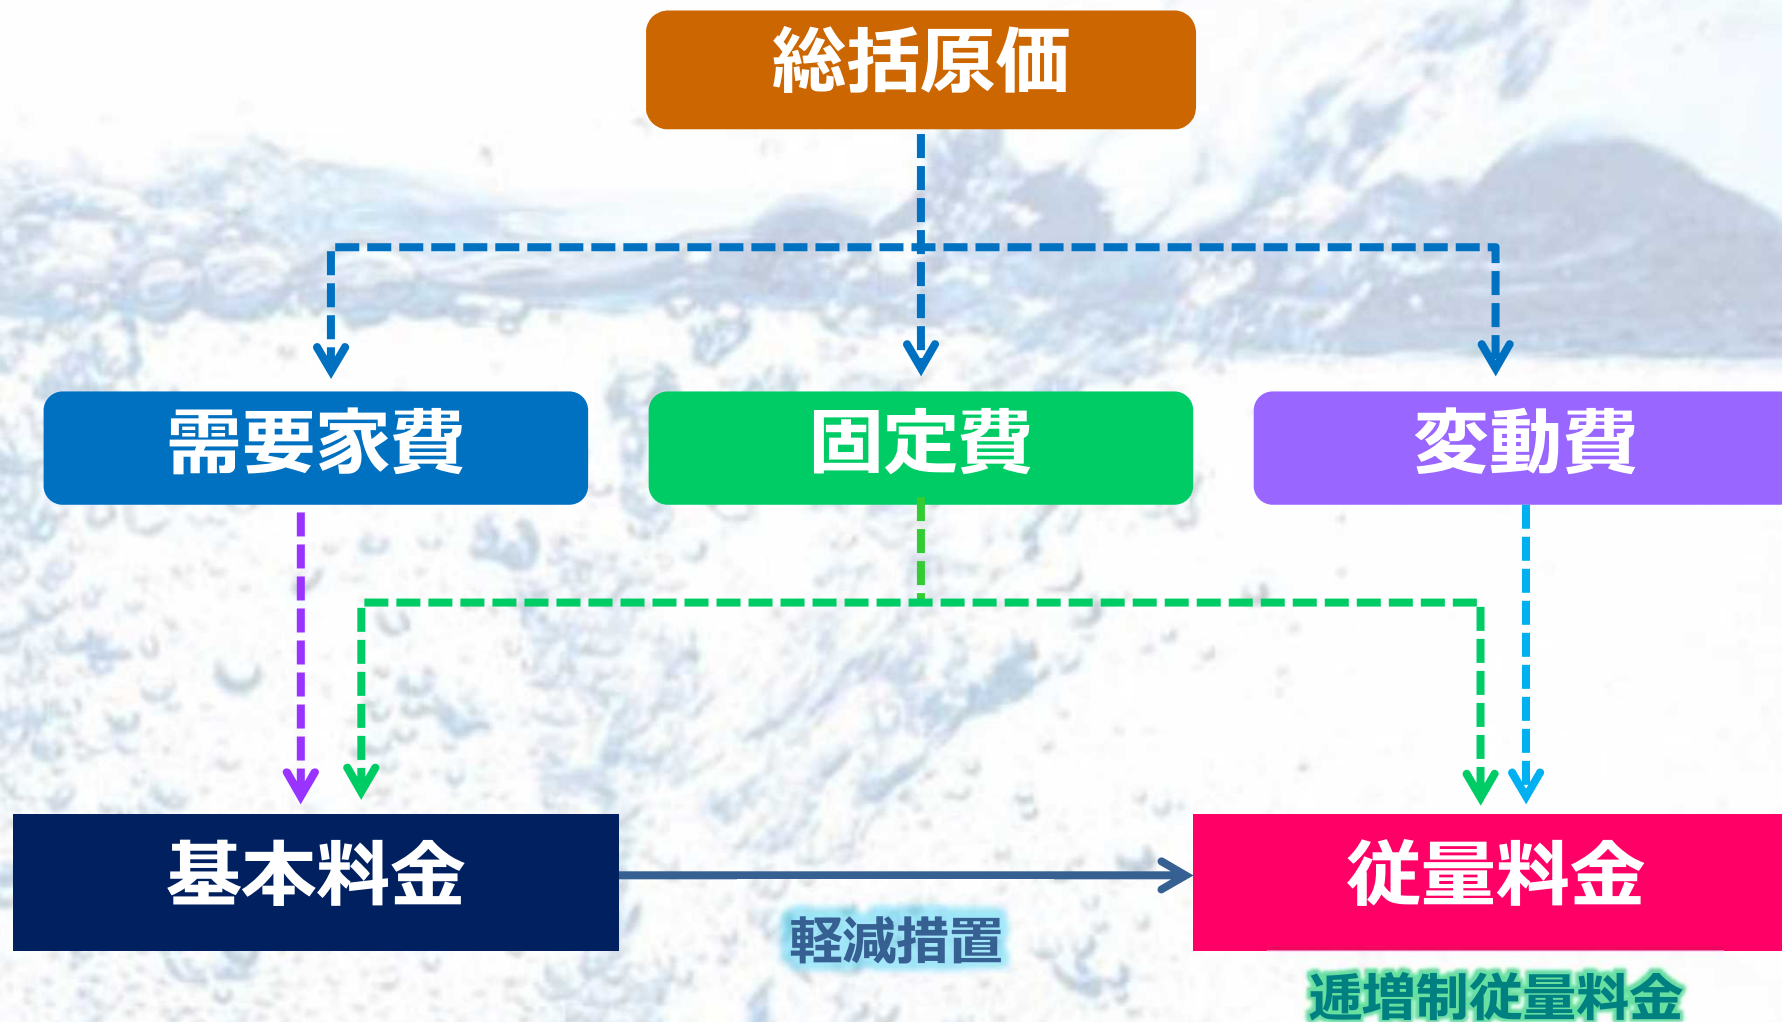 総括原価
需要家費
固定費
変動費
基本料金
従量料金
軽減措置
逓増制従量料金